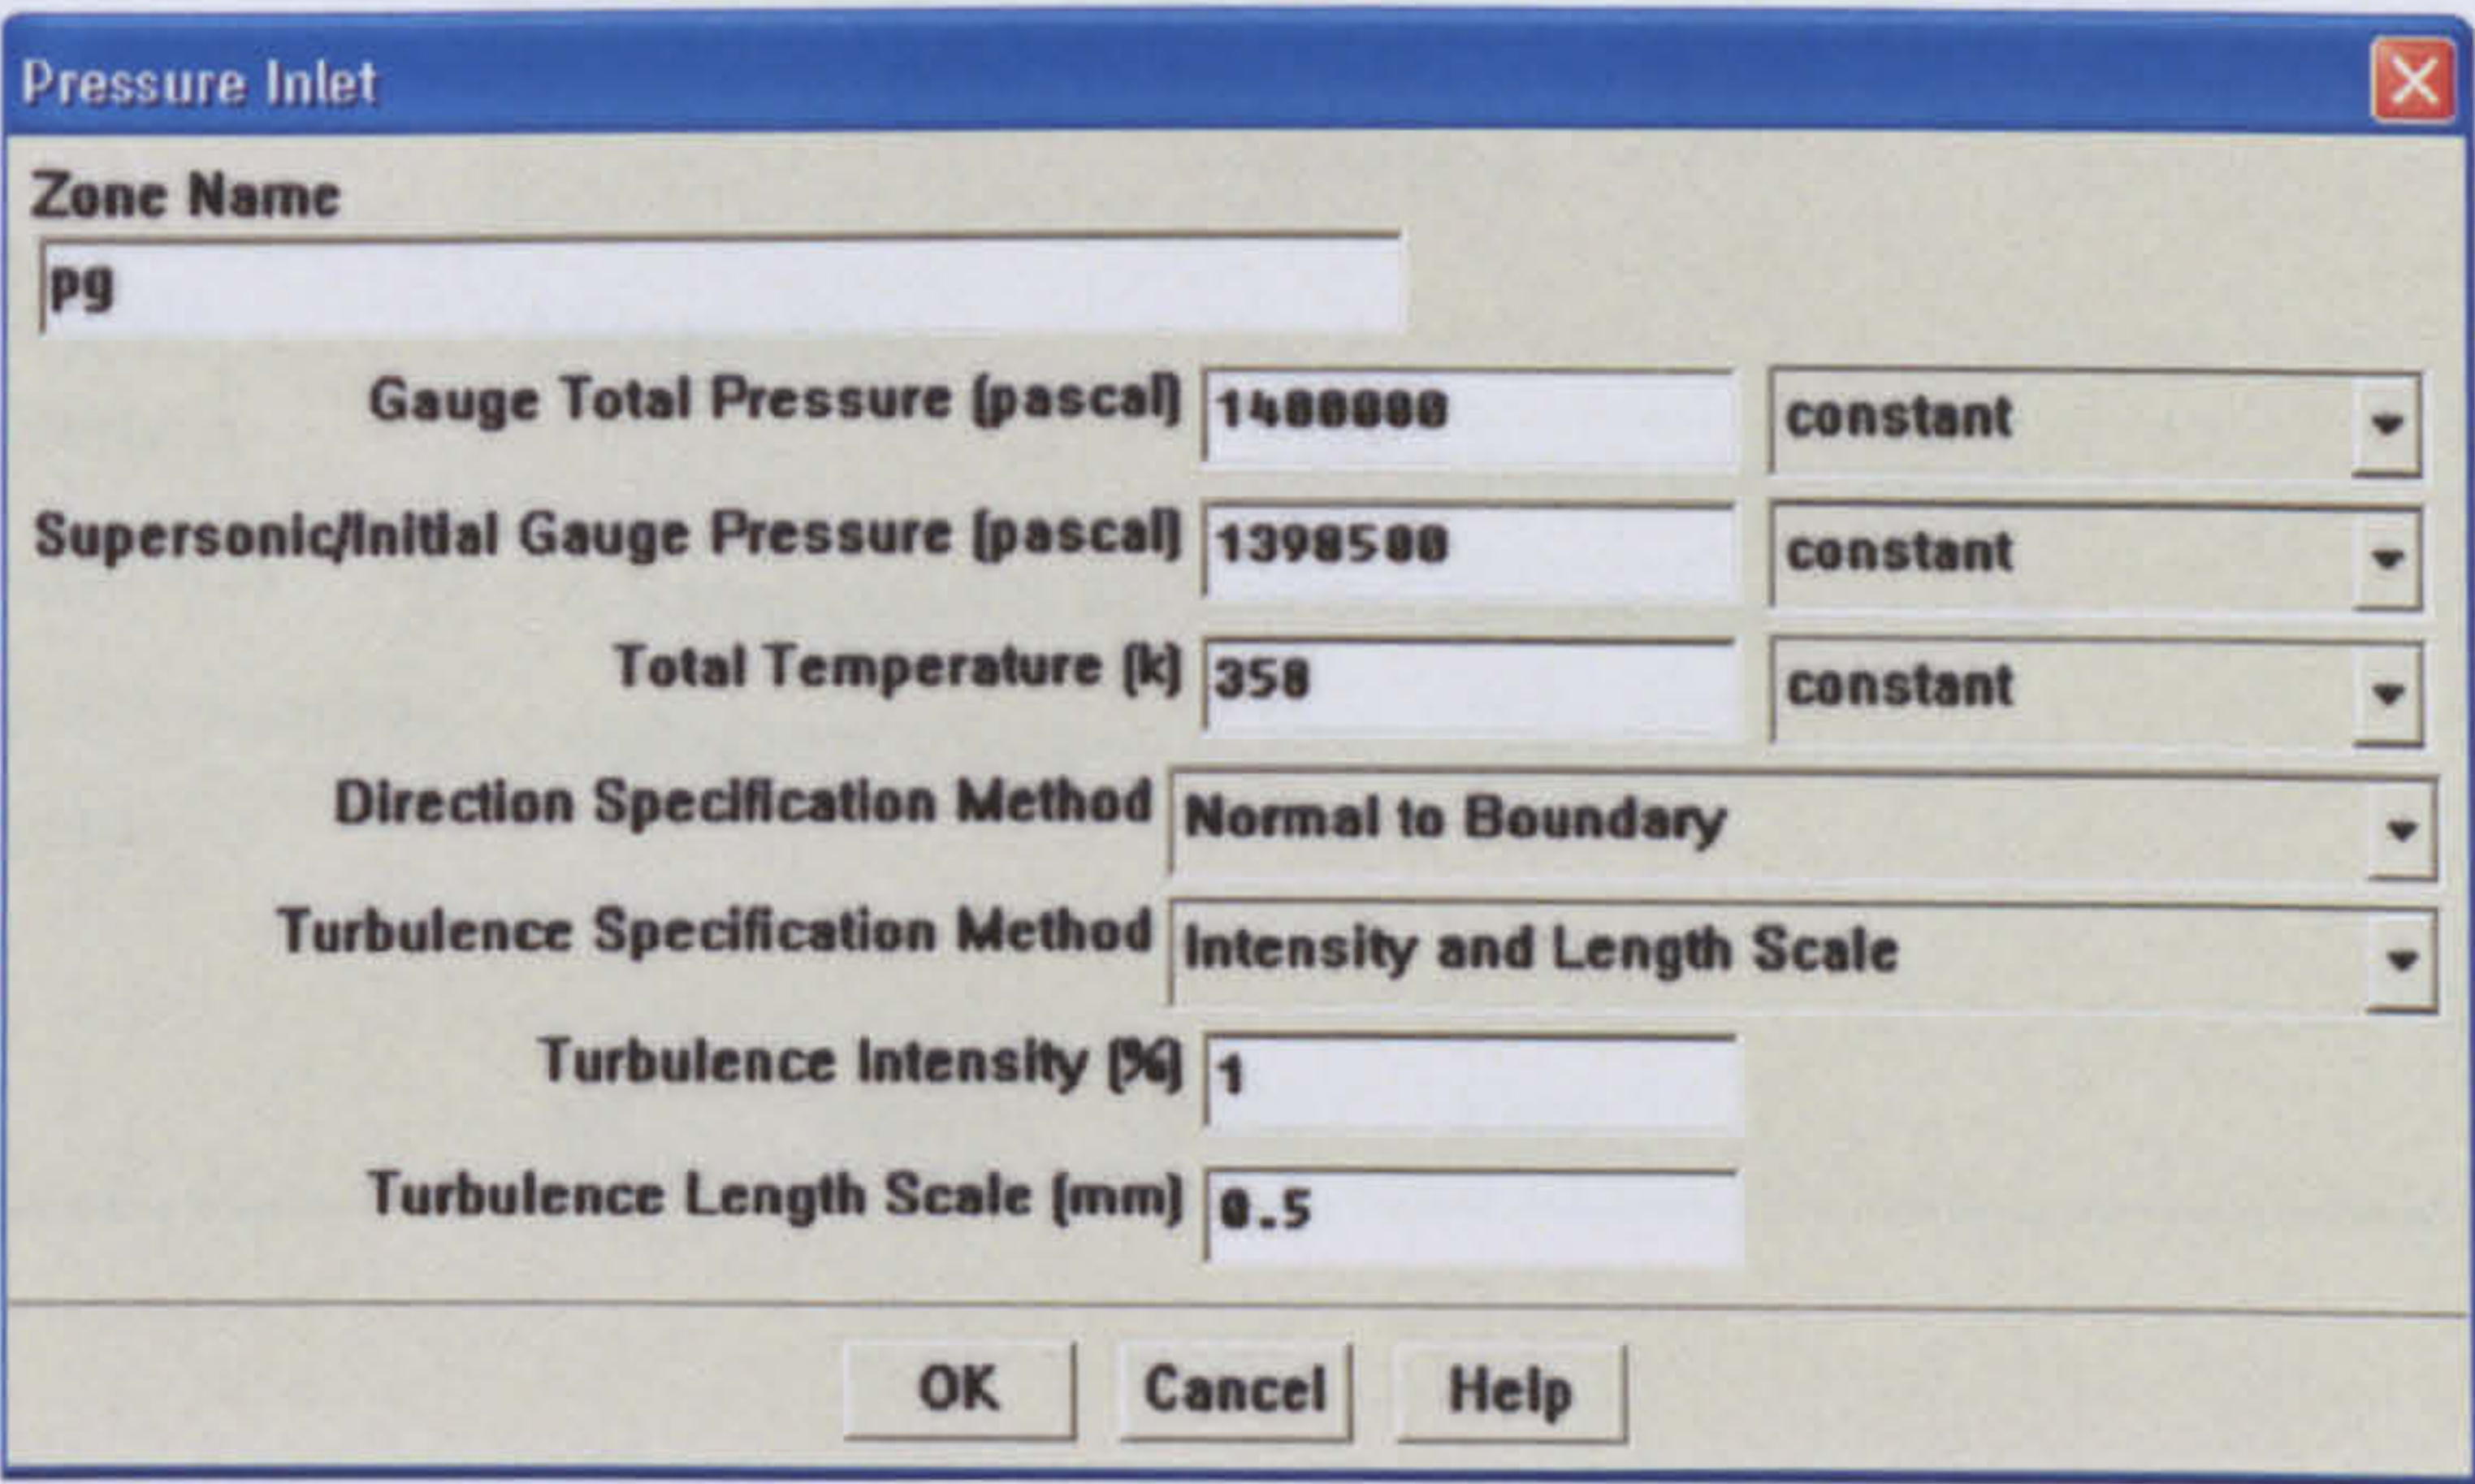 Pressure Inlet
Zone Name
pg
Gauge Total Pressure (pascal) 1400000 constant
Supersonic/Initial Gauge Pressure (pascal) 1398500 constant
Total Temperature (k) 358 constant
Direction Specification Method Normal to Boundary
Turbulence Specification Method Intensity and Length Scale
Turbulence Intensity (%) 1
Turbulence Length Scale (mm) 0.5
OK Cancel Help